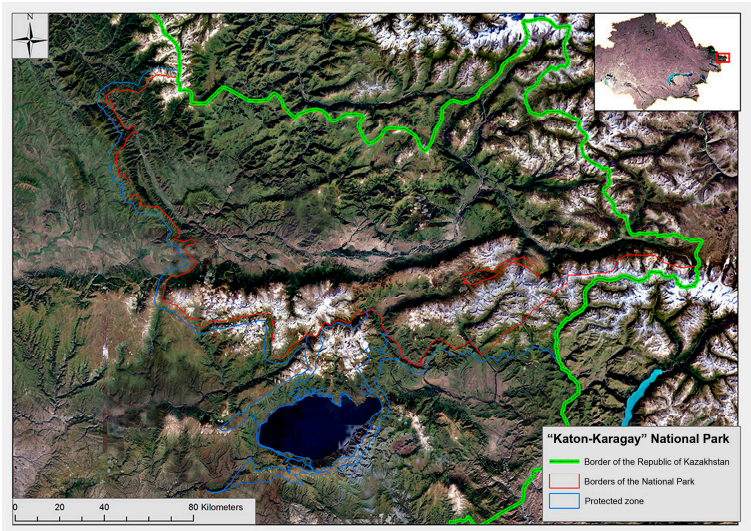 N
"Katon-Karagay" National Park
Border of the Republic of Kazakhstan
Borders of the National Park
Protected zone
0 20 40 80 Kilometers